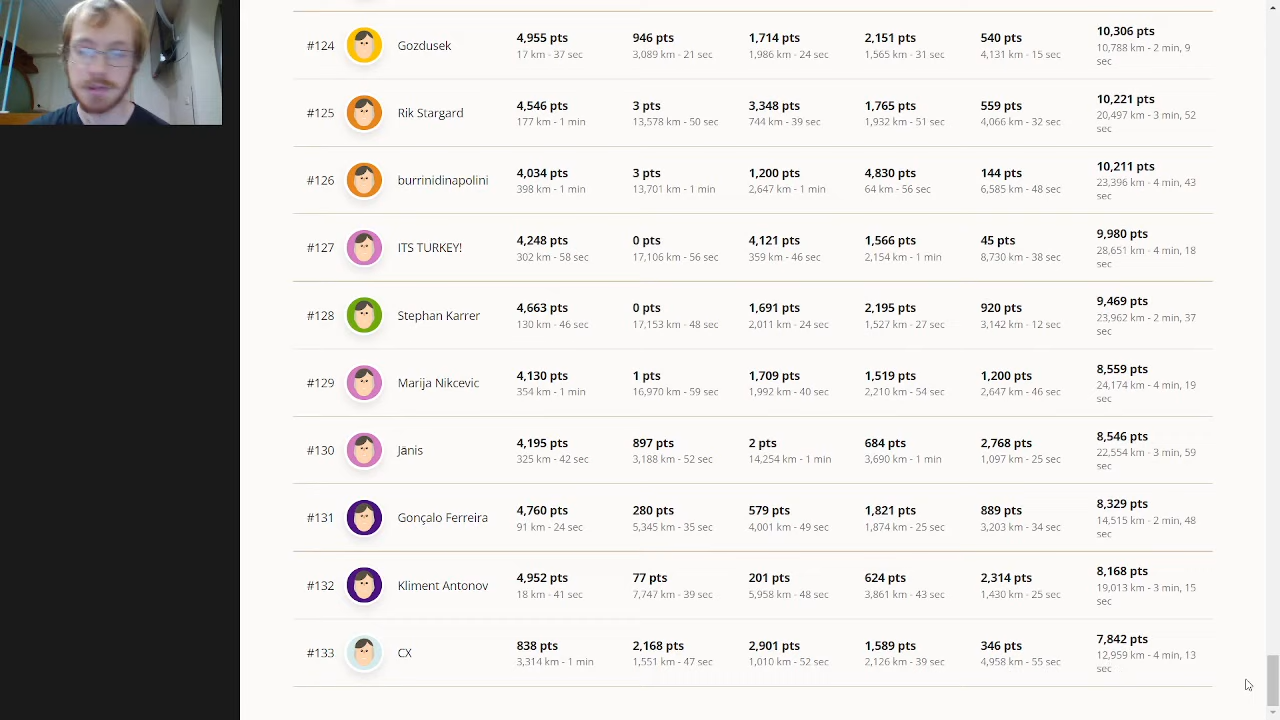 #124 Gozdusek 4,955 pts 946 pts 1,714 pts 2,151 pts 540 pts 10,306 pts
17 km - 37 sec 3,089 km - 21 sec 1,986 km - 24 sec 1,565 km - 31 sec 4,131 km - 15 sec 10,788 km - 2 min, 9
sec
#125 Rik Stargard 4,546 pts 3 pts 3,348 pts 1,765 pts 559 pts 10,221 pts
177 km - 1 min 13,578 km - 50 sec 744 km - 39 sec 1,932 km - 51 sec 4,066 km - 32 sec 20,497 km - 3 min, 52
sec
#126 burrinidinapolini 4,034 pts 3 pts 1,200 pts 4,830 pts 144 pts 10,211 pts
398 km - 1 min 13,701 km - 1 min 2,647 km - 1 min 64 km - 56 sec 6,585 km - 48 sec 23,396 km - 4 min, 43
sec
#127 ITS TURKEY! 4,248 pts 0 pts 4,121 pts 1,566 pts 45 pts 9,980 pts
302 km - 58 sec 17,106 km - 56 sec 359 km - 46 sec 2,154 km - 1 min 8,730 km - 38 sec 28,651 km - 4 min, 18
sec
#128 Stephan Karrer 4,663 pts 0 pts 1,691 pts 2,195 pts 920 pts 9,469 pts
130 km - 46 sec 17,153 km - 48 sec 2,011 km - 24 sec 1,527 km - 27 sec 3,142 km - 12 sec 23,962 km - 2 min, 37
sec
#129 Marija Nikcevic 4,130 pts 1 pts 1,709 pts 1,519 pts 1,200 pts 8,559 pts
354 km - 1 min 16,970 km - 59 sec 1,992 km - 40 sec 2,210 km - 54 sec 2,647 km - 46 sec 24,174 km - 4 min, 19
sec
#130 Jānis 4,195 pts 897 pts 2 pts 684 pts 2,768 pts 8,546 pts
325 km - 42 sec 3,188 km - 52 sec 14,254 km - 1 min 3,690 km - 1 min 1,097 km - 25 sec 22,554 km - 3 min, 59
sec
#131 Gonçalo Ferreira 4,760 pts 280 pts 579 pts 1,821 pts 889 pts 8,329 pts
91 km - 24 sec 5,345 km - 35 sec 4,001 km - 49 sec 1,874 km - 25 sec 3,203 km - 34 sec 14,515 km - 2 min, 48
sec
#132 Kliment Antonov 4,952 pts 77 pts 201 pts 624 pts 2,314 pts 8,168 pts
18 km - 41 sec 7,747 km - 39 sec 5,958 km - 48 sec 3,861 km - 43 sec 1,430 km - 25 sec 19,013 km - 3 min, 15
sec
#133 CX 838 pts 2,168 pts 2,901 pts 1,589 pts 346 pts 7,842 pts
3,314 km - 1 min 1,551 km - 47 sec 1,010 km - 52 sec 2,126 km - 39 sec 4,958 km - 55 sec 12,959 km - 4 min, 13
sec